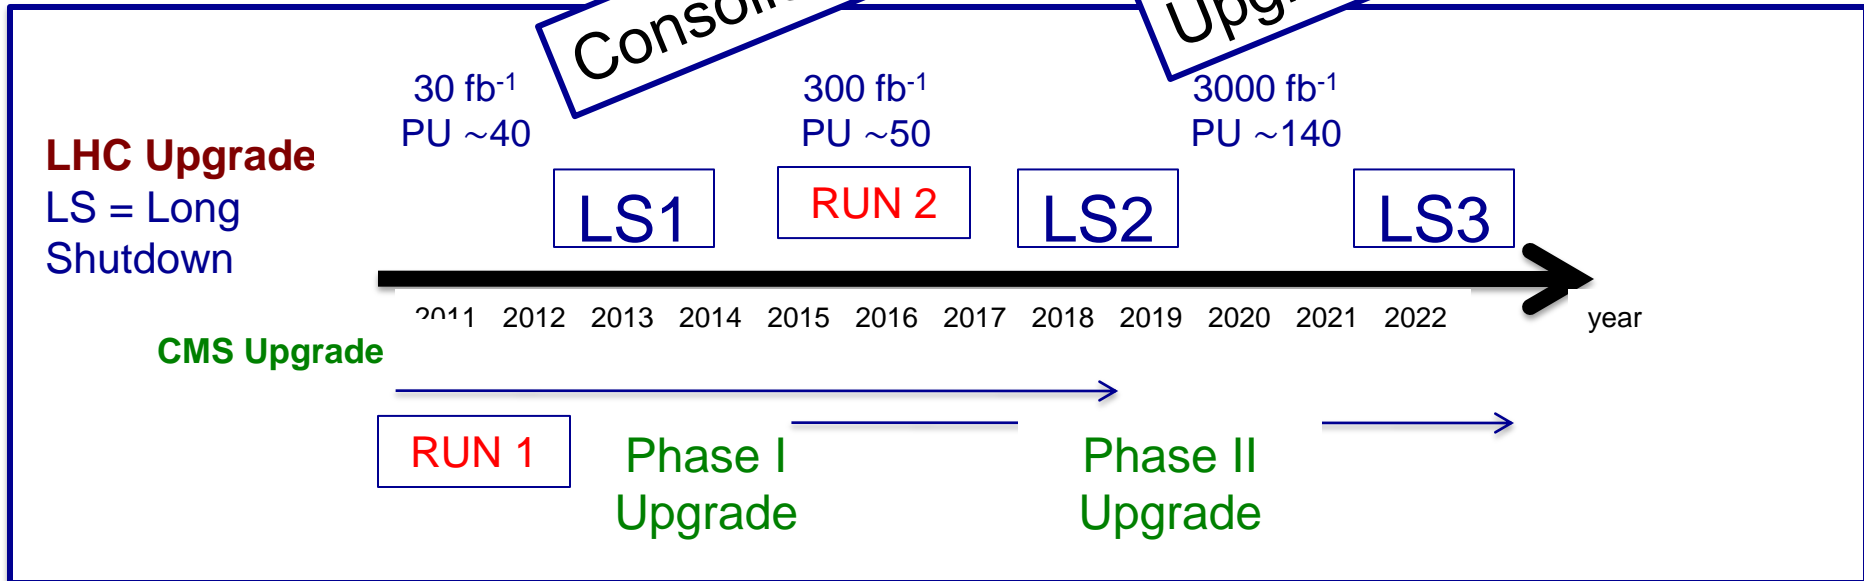 30 fb-1
PU ~40
300 fb-1
PU ~50
3000 fb-1
PU ~140
LHC Upgrade
LS = Long
Shutdown
LS1
RUN 2
LS2
LS3
2011 2012 2013 2014 2015 2016 2017 2018 2019 2020 2021 2022 year
CMS Upgrade
RUN 1
Phase I
Upgrade
Phase II
Upgrade